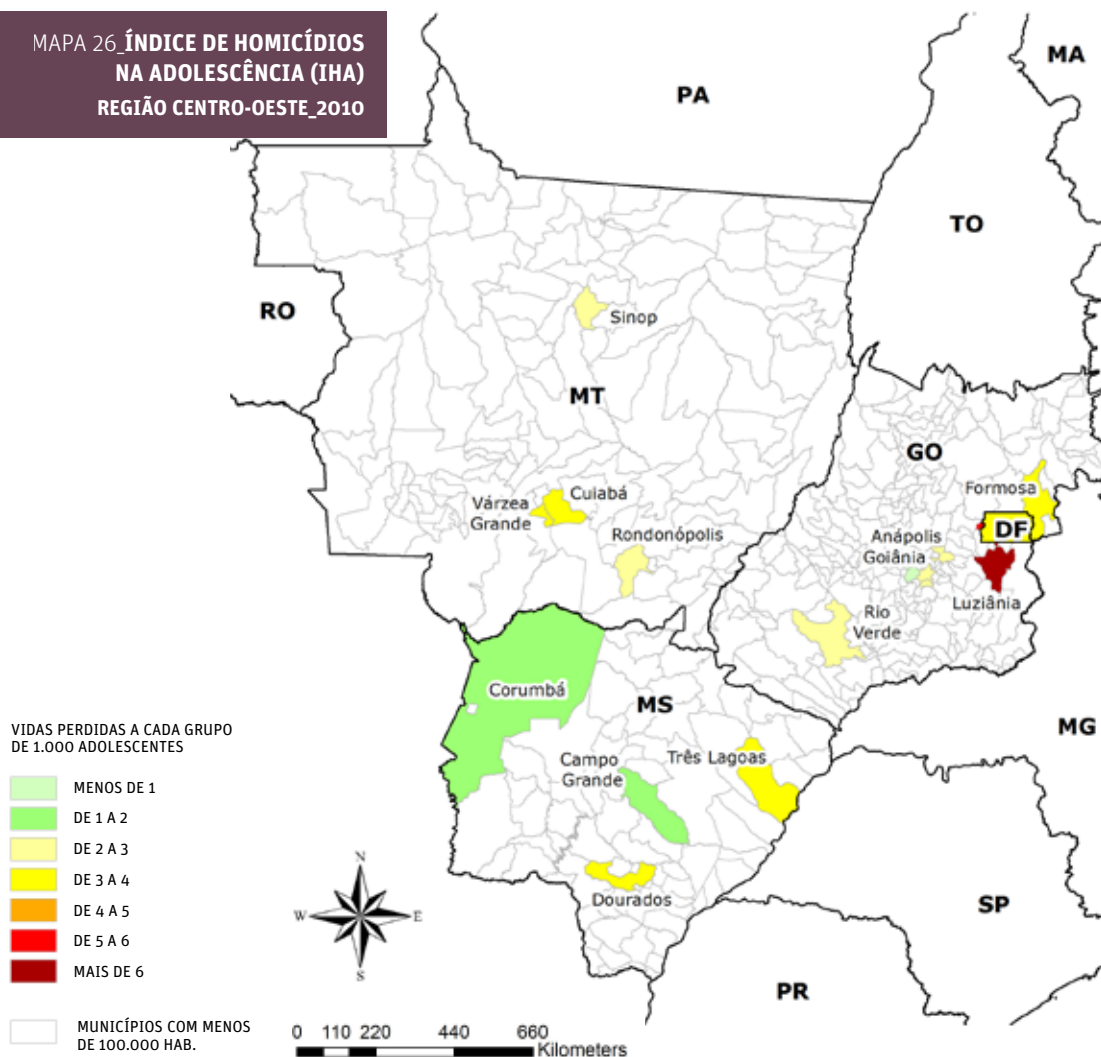 MAPA 26_ÍNDICE DE HOMICÍDIOS
NA ADOLESCÊNCIA (IHA)
REGIÃO CENTRO-OESTE_2010
MA
PA
TO
RO
Sinop
MT
GO
Formosa
Várzea
Grande
Cuiabá
DF
Rondonópolis
Anápolis
Goiânia
Luziânia
Rio
Verde
Corumbá
MS
MG
Campo
Grande
Três Lagoas
Dourados
SP
PR
VIDAS PERDIDAS A CADA GRUPO
DE 1.000 ADOLESCENTES
MENOS DE 1
DE 1 A 2
DE 2 A 3
DE 3 A 4
DE 4 A 5
DE 5 A 6
MAIS DE 6
MUNICÍPIOS COM MENOS
DE 100.000 HAB.
N
W
E
S
0 110 220 440 660
Kilometers